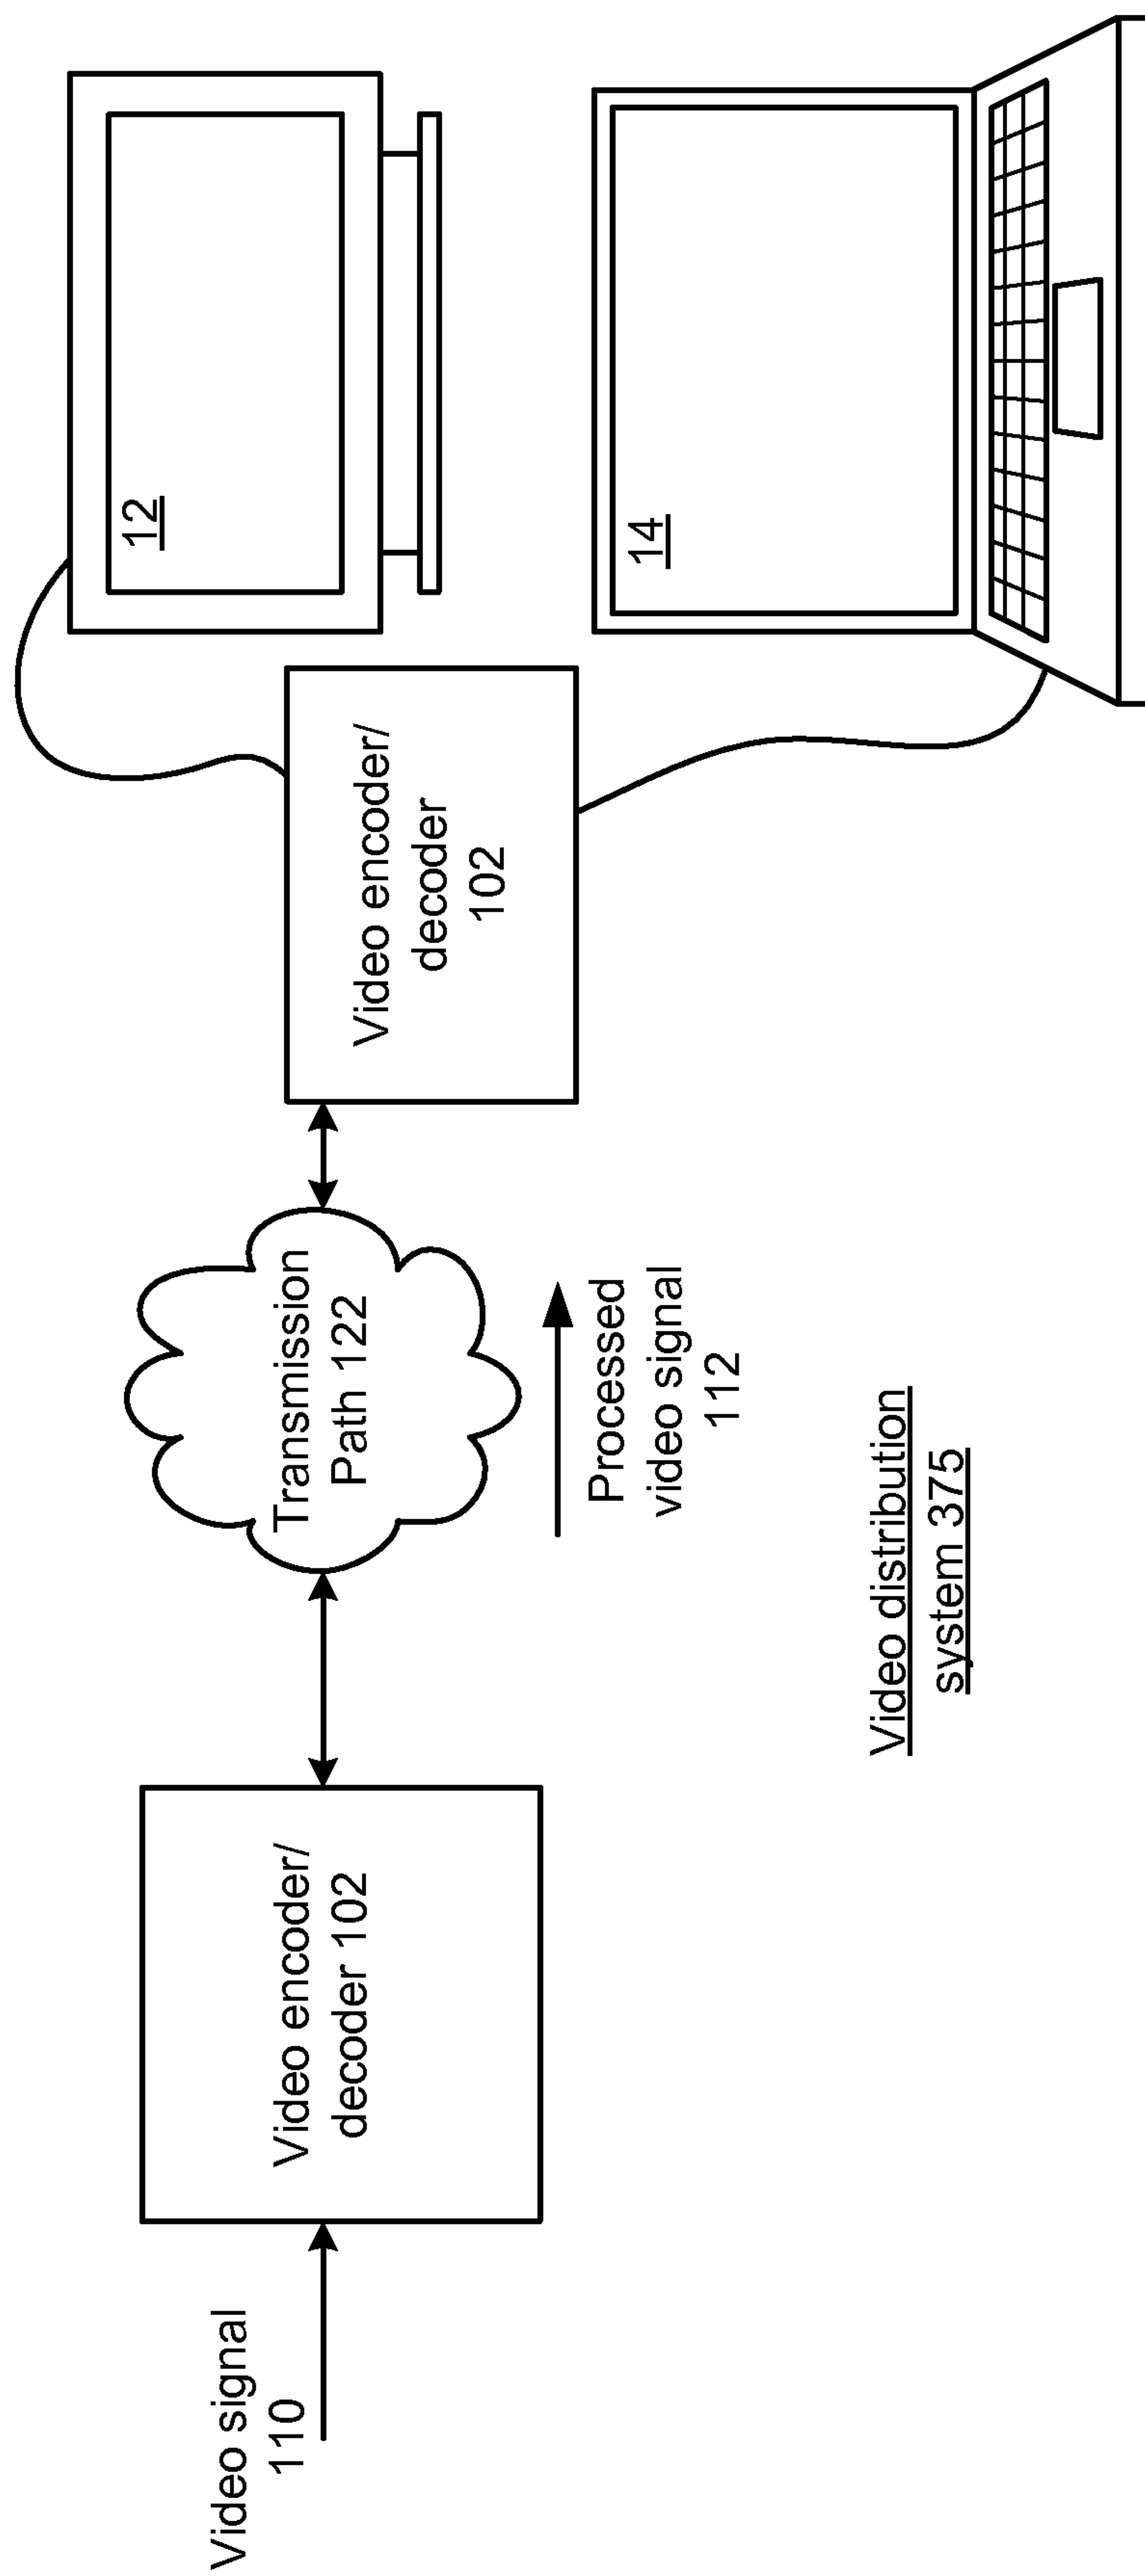 Video signal
110
Video encoder/
decoder 102
Transmission
Path 122
Processed
video signal
112
Video encoder/
decoder
102
12
14
Video distribution
system 375